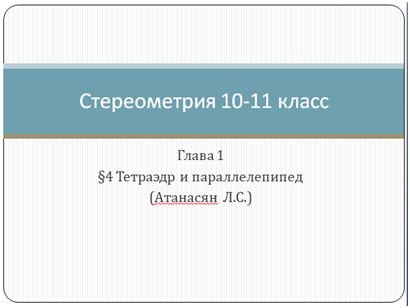 Стереометрия 10-11 класс
Глава 1
§4 Тетраэдр и параллелепипед
(Атанасян Л.С.)